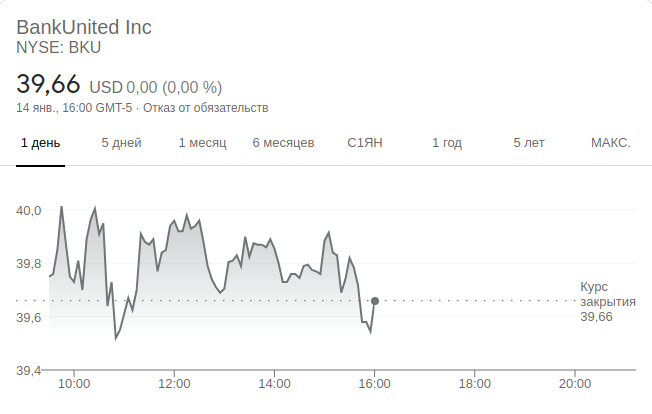 BankUnited Inc
NYSE: BKU
39,66 USD 0,00 (0,00 %)
14 янв., 16:00 GMT-5 · Отказ от обязательств
1 день 5 дней 1 месяц 6 месяцев С1ЯН 1 год 5 лет МАКС.
40,0
39,8
Курс
закрытия
39,66
39,6
39,4
10:00 12:00 14:00 16:00 18:00 20:00